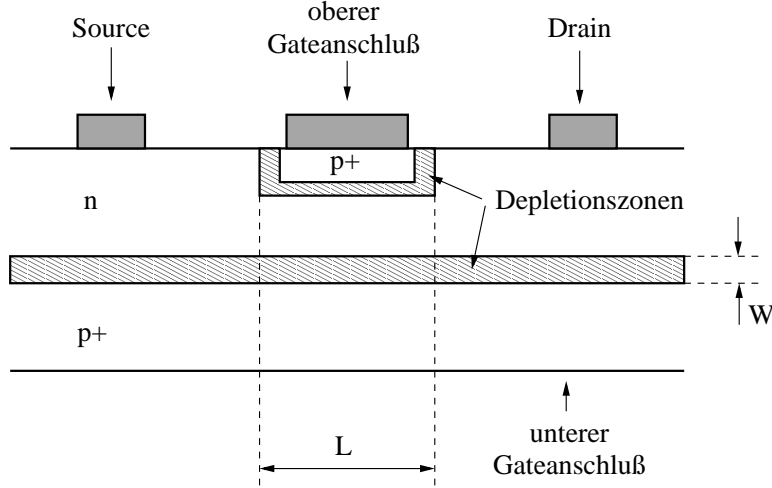 Source
oberer
Gateanschluß
Drain
p+
n
Depletionszonen
W
p+
L
unterer
Gateanschluß